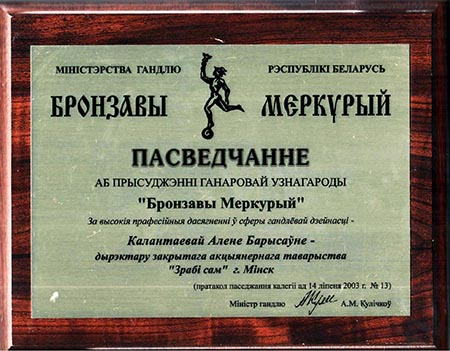 МІНІСТЭРСТВА ГАНДЛЮ РЭСПУБЛІКІ БЕЛАРУСЬ
БРОНЗАВЫ МЕРКУРЫЙ
ПАСВЕДЧАННЕ
АБ ПРЫСУДЖЭННІ ГАНАРОВАЙ УЗНАГАРОДЫ
"Бронзавы Меркурый"
За высокія прафесійныя дасягненні ў сферы гандлёвай дзейнасці -
Калантаевай Алене Барысаўне -
дырэктару закрытага акцыянернага таварыства
"Зрабі сам" г. Мінск
(пратакол пасяджання калегіі ад 14 ліпеня 2003 г. № 13)
Міністр гандлю А.М. Кулічкоў